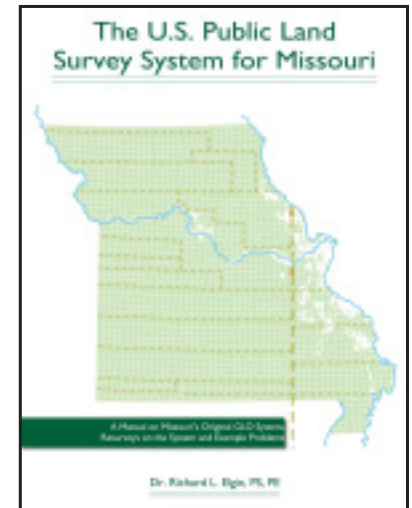 The U.S. Public Land
Survey System for Missouri
A Manual on Missouri's Original GLO System,
Resurveys on the System and Example Problems
Dr. Richard L. Elgin, PS, PE